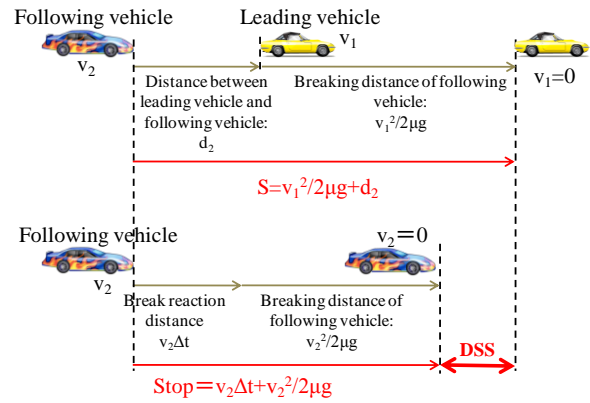 Following vehicle
Leading vehicle
v₂
v₁
v₁=0
Distance between
leading vehicle and
following vehicle:
d₂
Breaking distance of following
vehicle:
v₁²/2μg
S=v₁²/2μg+d₂
Following vehicle
v₂=0
v₂
Break reaction
distance
v₂Δt
Breaking distance of
following vehicle:
v₂²/2μg
DSS
Stop=v₂Δt+v₂²/2μg